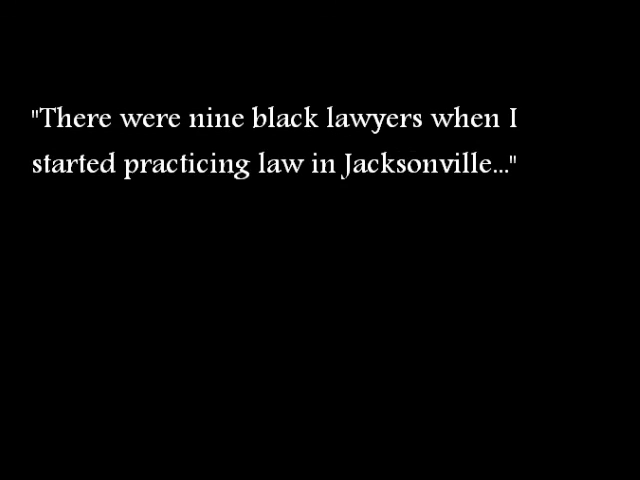 "There were nine black lawyers when I
started practicing law in Jacksonville..."